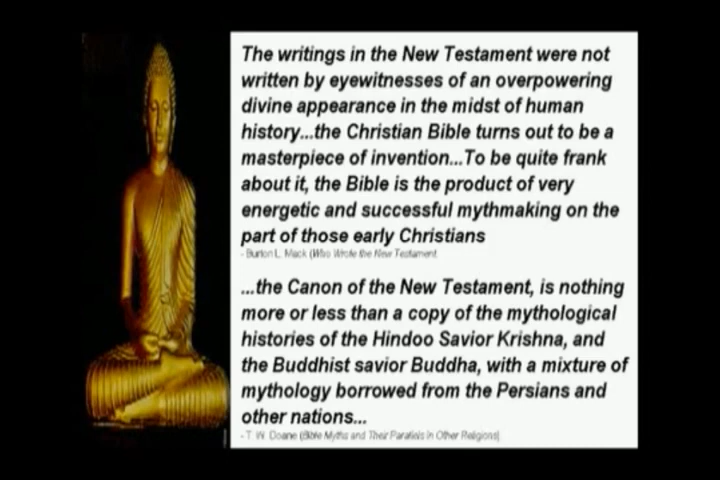 The writings in the New Testament were not
written by eyewitnesses of an overpowering
divine appearance in the midst of human
history...the Christian Bible turns out to be a
masterpiece of invention...To be quite frank
about it, the Bible is the product of very
energetic and successful mythmaking on the
part of those early Christians
- Burton L. Mack (Who Wrote the New Testament
...the Canon of the New Testament, is nothing
more or less than a copy of the mythological
histories of the Hindoo Savior Krishna, and
the Buddhist savior Buddha, with a mixture of
mythology borrowed from the Persians and
other nations...
- T. W. Doane (Bible Myths and Their Parallels in Other Religions)